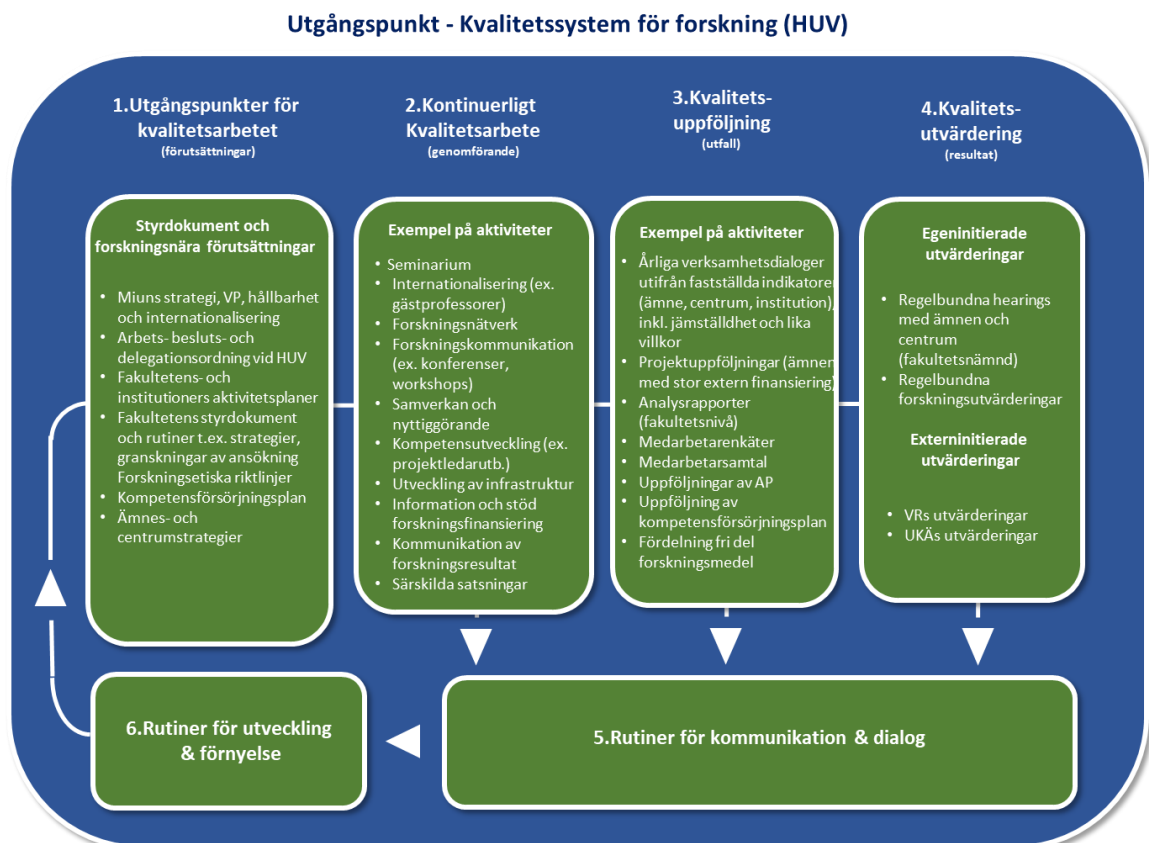 Utgångspunkt - Kvalitetssystem för forskning (HUV)
1.Utgångspunkter för
kvalitetsarbetet
(förutsättningar)
Styrdokument och
forskningsnära förutsättningar
• Miuns strategi, VP, hållbarhet
och internationalisering
• Arbets- besluts- och
delegationsordning vid HUV
• Fakultetens- och
institutioners aktivitetsplaner
• Fakultetens styrdokument
och rutiner t.ex. strategier,
granskningar av ansökning
Forskningsetiska riktlinjer
• Kompetensförsörjningsplan
• Ämnes- och
centrumstrategier
2.Kontinuerligt
Kvalitetsarbete
(genomförande)
Exempel på aktiviteter
• Seminarium
• Internationalisering (ex.
gästprofessorer)
• Forskningsnätverk
• Forskningskommunikation
(ex. konferenser,
workshops)
• Samverkan och
nyttiggörande
• Kompetensutveckling (ex.
projektledarutb.)
• Utveckling av infrastruktur
• Information och stöd
forskningsfinansiering
• Kommunikation av
forskningsresultat
• Särskilda satsningar
3.Kvalitets-
uppföljning
(utfall)
Exempel på aktiviteter
• Årliga verksamhetsdialoger
utifrån fastställda indikatorer
(ämne, centrum, institution),
inkl. jämställdhet och lika
villkor
• Projektuppföljningar (ämnen
med stor extern finansiering)
• Analysrapporter
(fakultetsnivå)
• Medarbetarenkäter
• Medarbetarsamtal
• Uppföljningar av AP
• Uppföljning av
kompetensförsörjningsplan
• Fördelning fri del
forskningsmedel
4.Kvalitets-
utvärdering
(resultat)
Egeninitierade
utvärderingar
• Regelbundna hearings
med ämnen och
centrum
(fakultetsnämnd)
• Regelbundna
forskningsutvärderingar
Externinitierade
utvärderingar
• VRs utvärderingar
• UKÄs utvärderingar
6.Rutiner för utveckling
& förnyelse
5.Rutiner för kommunikation & dialog